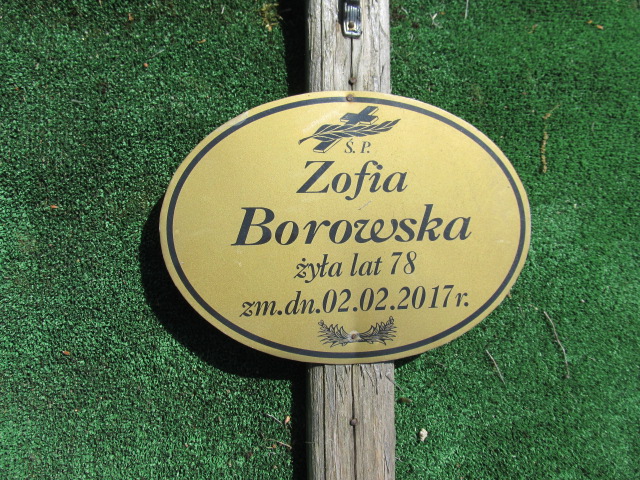 Ś. P.
Zofia
Borowska
żyła lat 78
zm.dn.02.02.2017r.